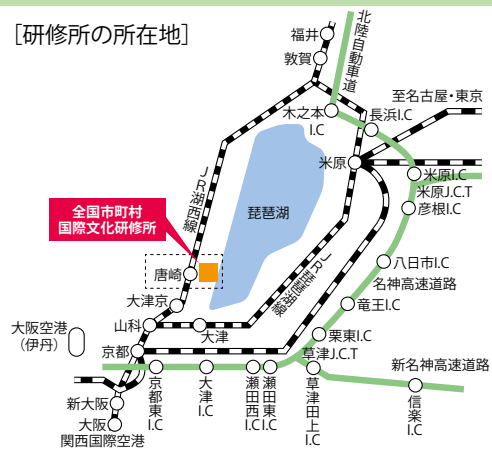 ［研修所の所在地］
福井
敦賀
北陸自動車道
木之本
I.C
長浜I.C
至名古屋・東京
米原
米原I.C
米原J.C.T
彦根I.C
JR湖西線
琵琶湖
全国市町村
国際文化研修所
唐崎
JR琵琶湖線
八日市I.C
名神高速道路
大津京
竜王I.C
山科
大津
栗東I.C
大阪空港
（伊丹）
京都
草津J.C.T
新名神高速道路
京都東I.C
大津I.C
瀬田西I.C
瀬田東I.C
草津田上I.C
信楽I.C
新大阪
大阪
関西国際空港